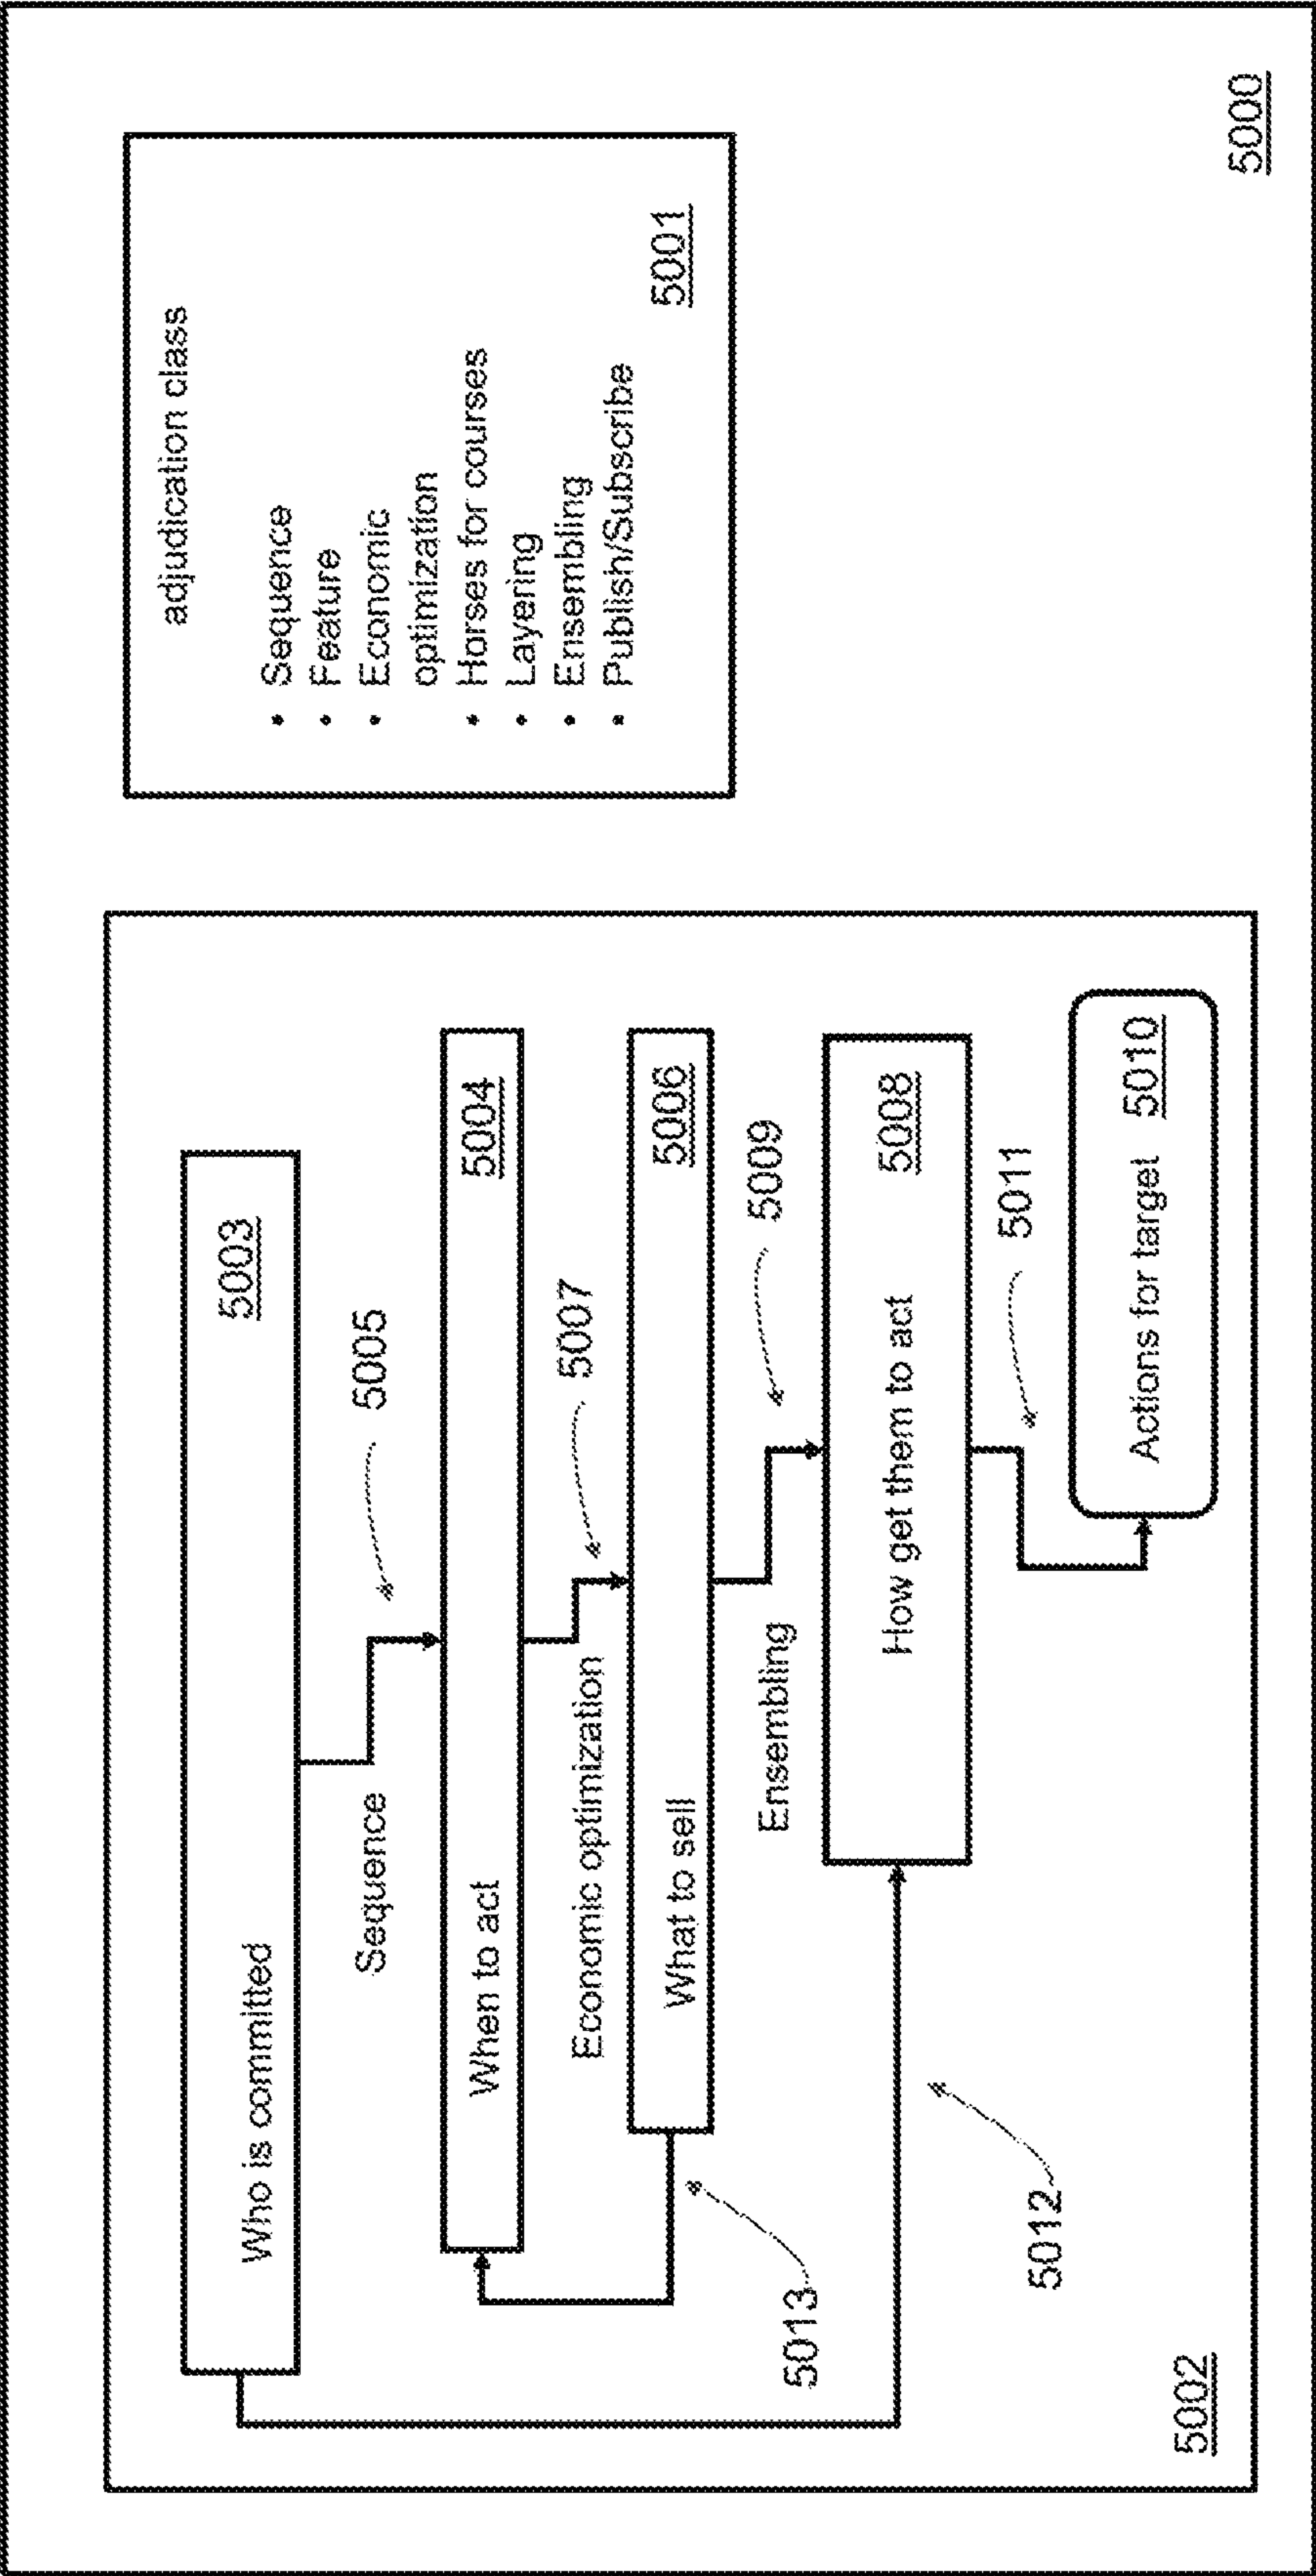 Who is committed
5003
Sequence
5005
When to act
5004
Economic optimization
5007
What to sell
5006
Ensembling
5009
How get them to act
5008
5011
Actions for target 5010
5013
5012
5002
adjudication class
• Sequence
• Feature
• Economic
optimization
• Horses for courses
• Layering
• Ensembling
• Publish/Subscribe
5001
5000